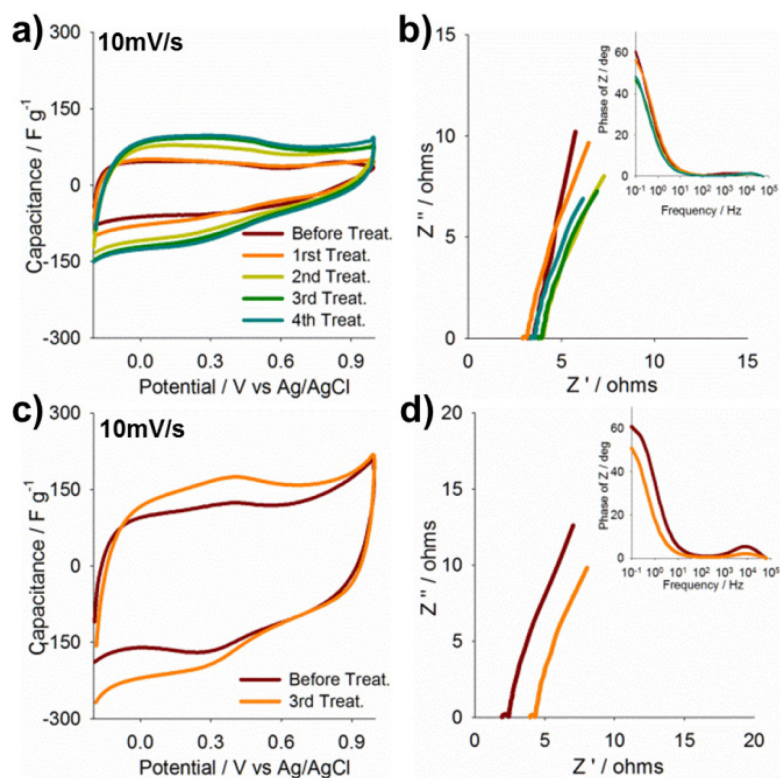 a)
10mV/s
300
150
0
-150
-300
Capacitance / F g-1
0.0 0.3 0.6 0.9
Potential / V vs Ag/AgCl
Before Treat.
1rst Treat.
2nd Treat.
3rd Treat.
4th Treat.
b)
15
10
5
0
Z'' / ohms
0 5 10 15
Z' / ohms
60
40
20
0
Phase of Z / deg
10-1 100 101 102 103 104 105
Frequency / Hz
c)
10mV/s
300
150
0
150
-300
Capacitance / F g-1
0.0 0.3 0.6 0.9
Potential / V vs Ag/AgCl
Before Treat.
3rd Treat.
d)
20
15
10
5
0
Z'' / ohms
0 5 10 15 20
Z' / ohms
60
40
20
0
Phase of Z / deg
10-1 100 101 102 103 104 105
Frequency / Hz